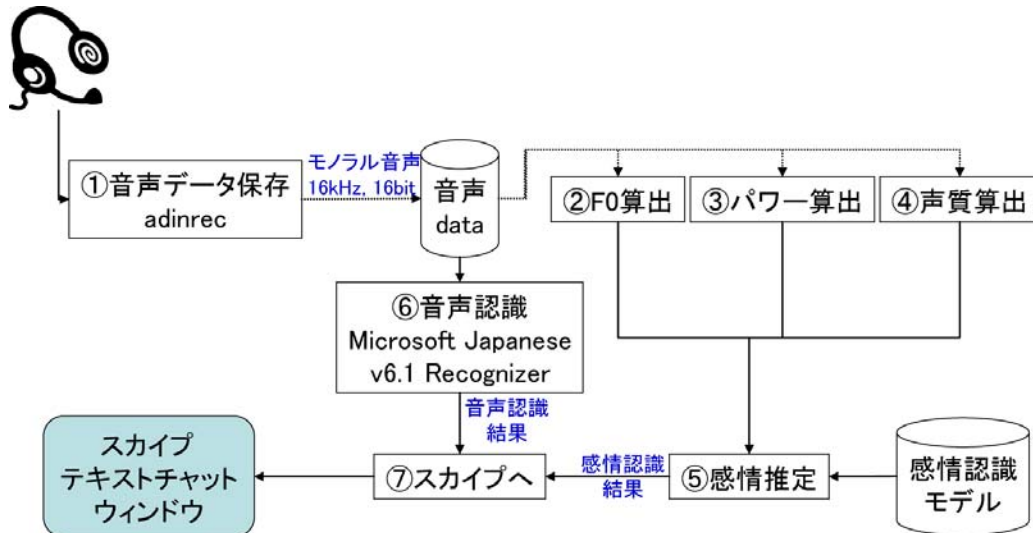 ①音声データ保存
adinrec
モノラル音声
16kHz, 16bit
音声
data
②F0算出
③パワー算出
④声質算出
⑥音声認識
Microsoft Japanese
v6.1 Recognizer
音声認識
結果
スカイプ
テキストチャット
ウィンドウ
⑦スカイプへ
感情認識
結果
⑤感情推定
感情認識
モデル